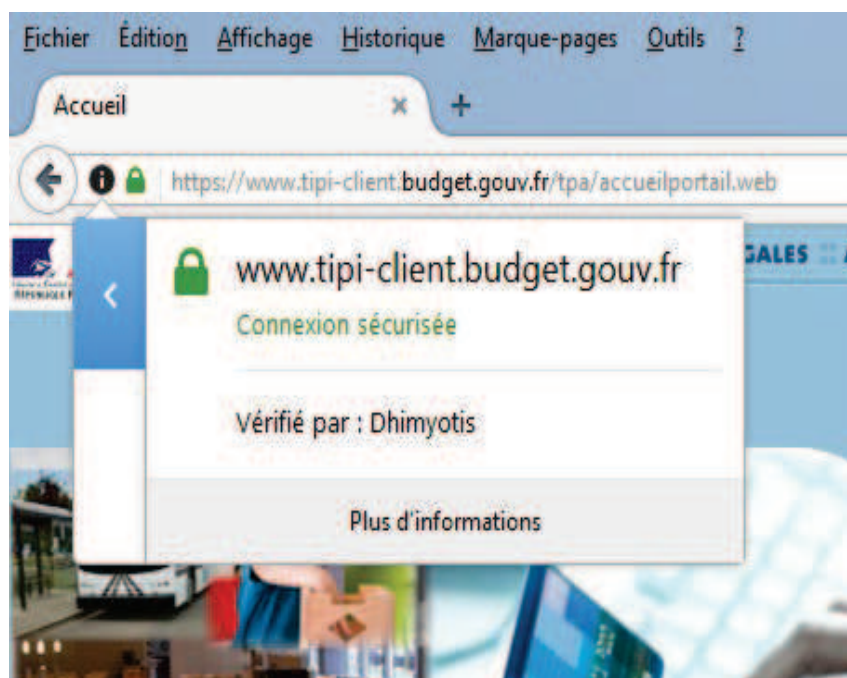 Fichier Édition Affichage Historique Marque-pages Outils ?
Accueil × +
https://www.tipi-client.budget.gouv.fr/tpa/accueilportail.web
GALES :: A
www.tipi-client.budget.gouv.fr
Connexion sécurisée
Vérifié par : Dhimyotis
Plus d'informations